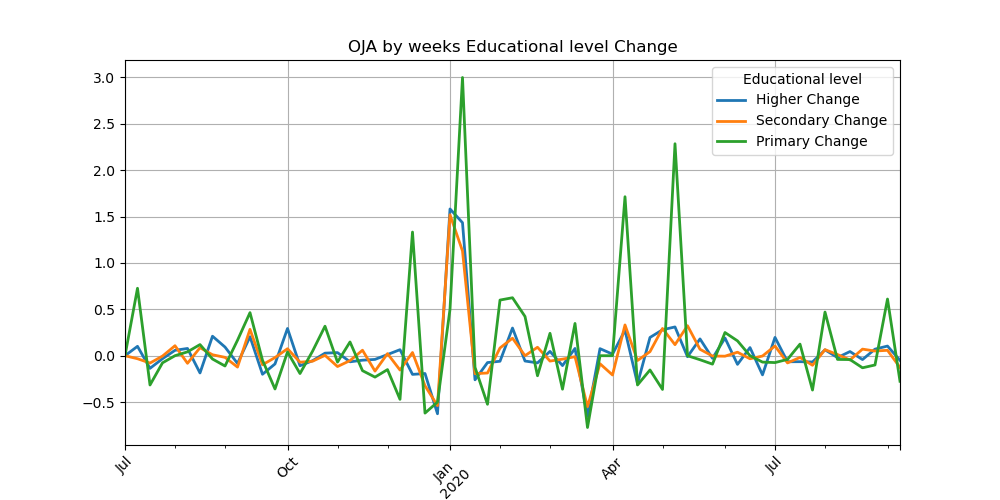 OJA by weeks Educational level Change
Educational level
Higher Change
Secondary Change
Primary Change
3.0
2.5
2.0
1.5
1.0
0.5
0.0
−0.5
Jul
Oct
Jan
2020
Apr
Jul